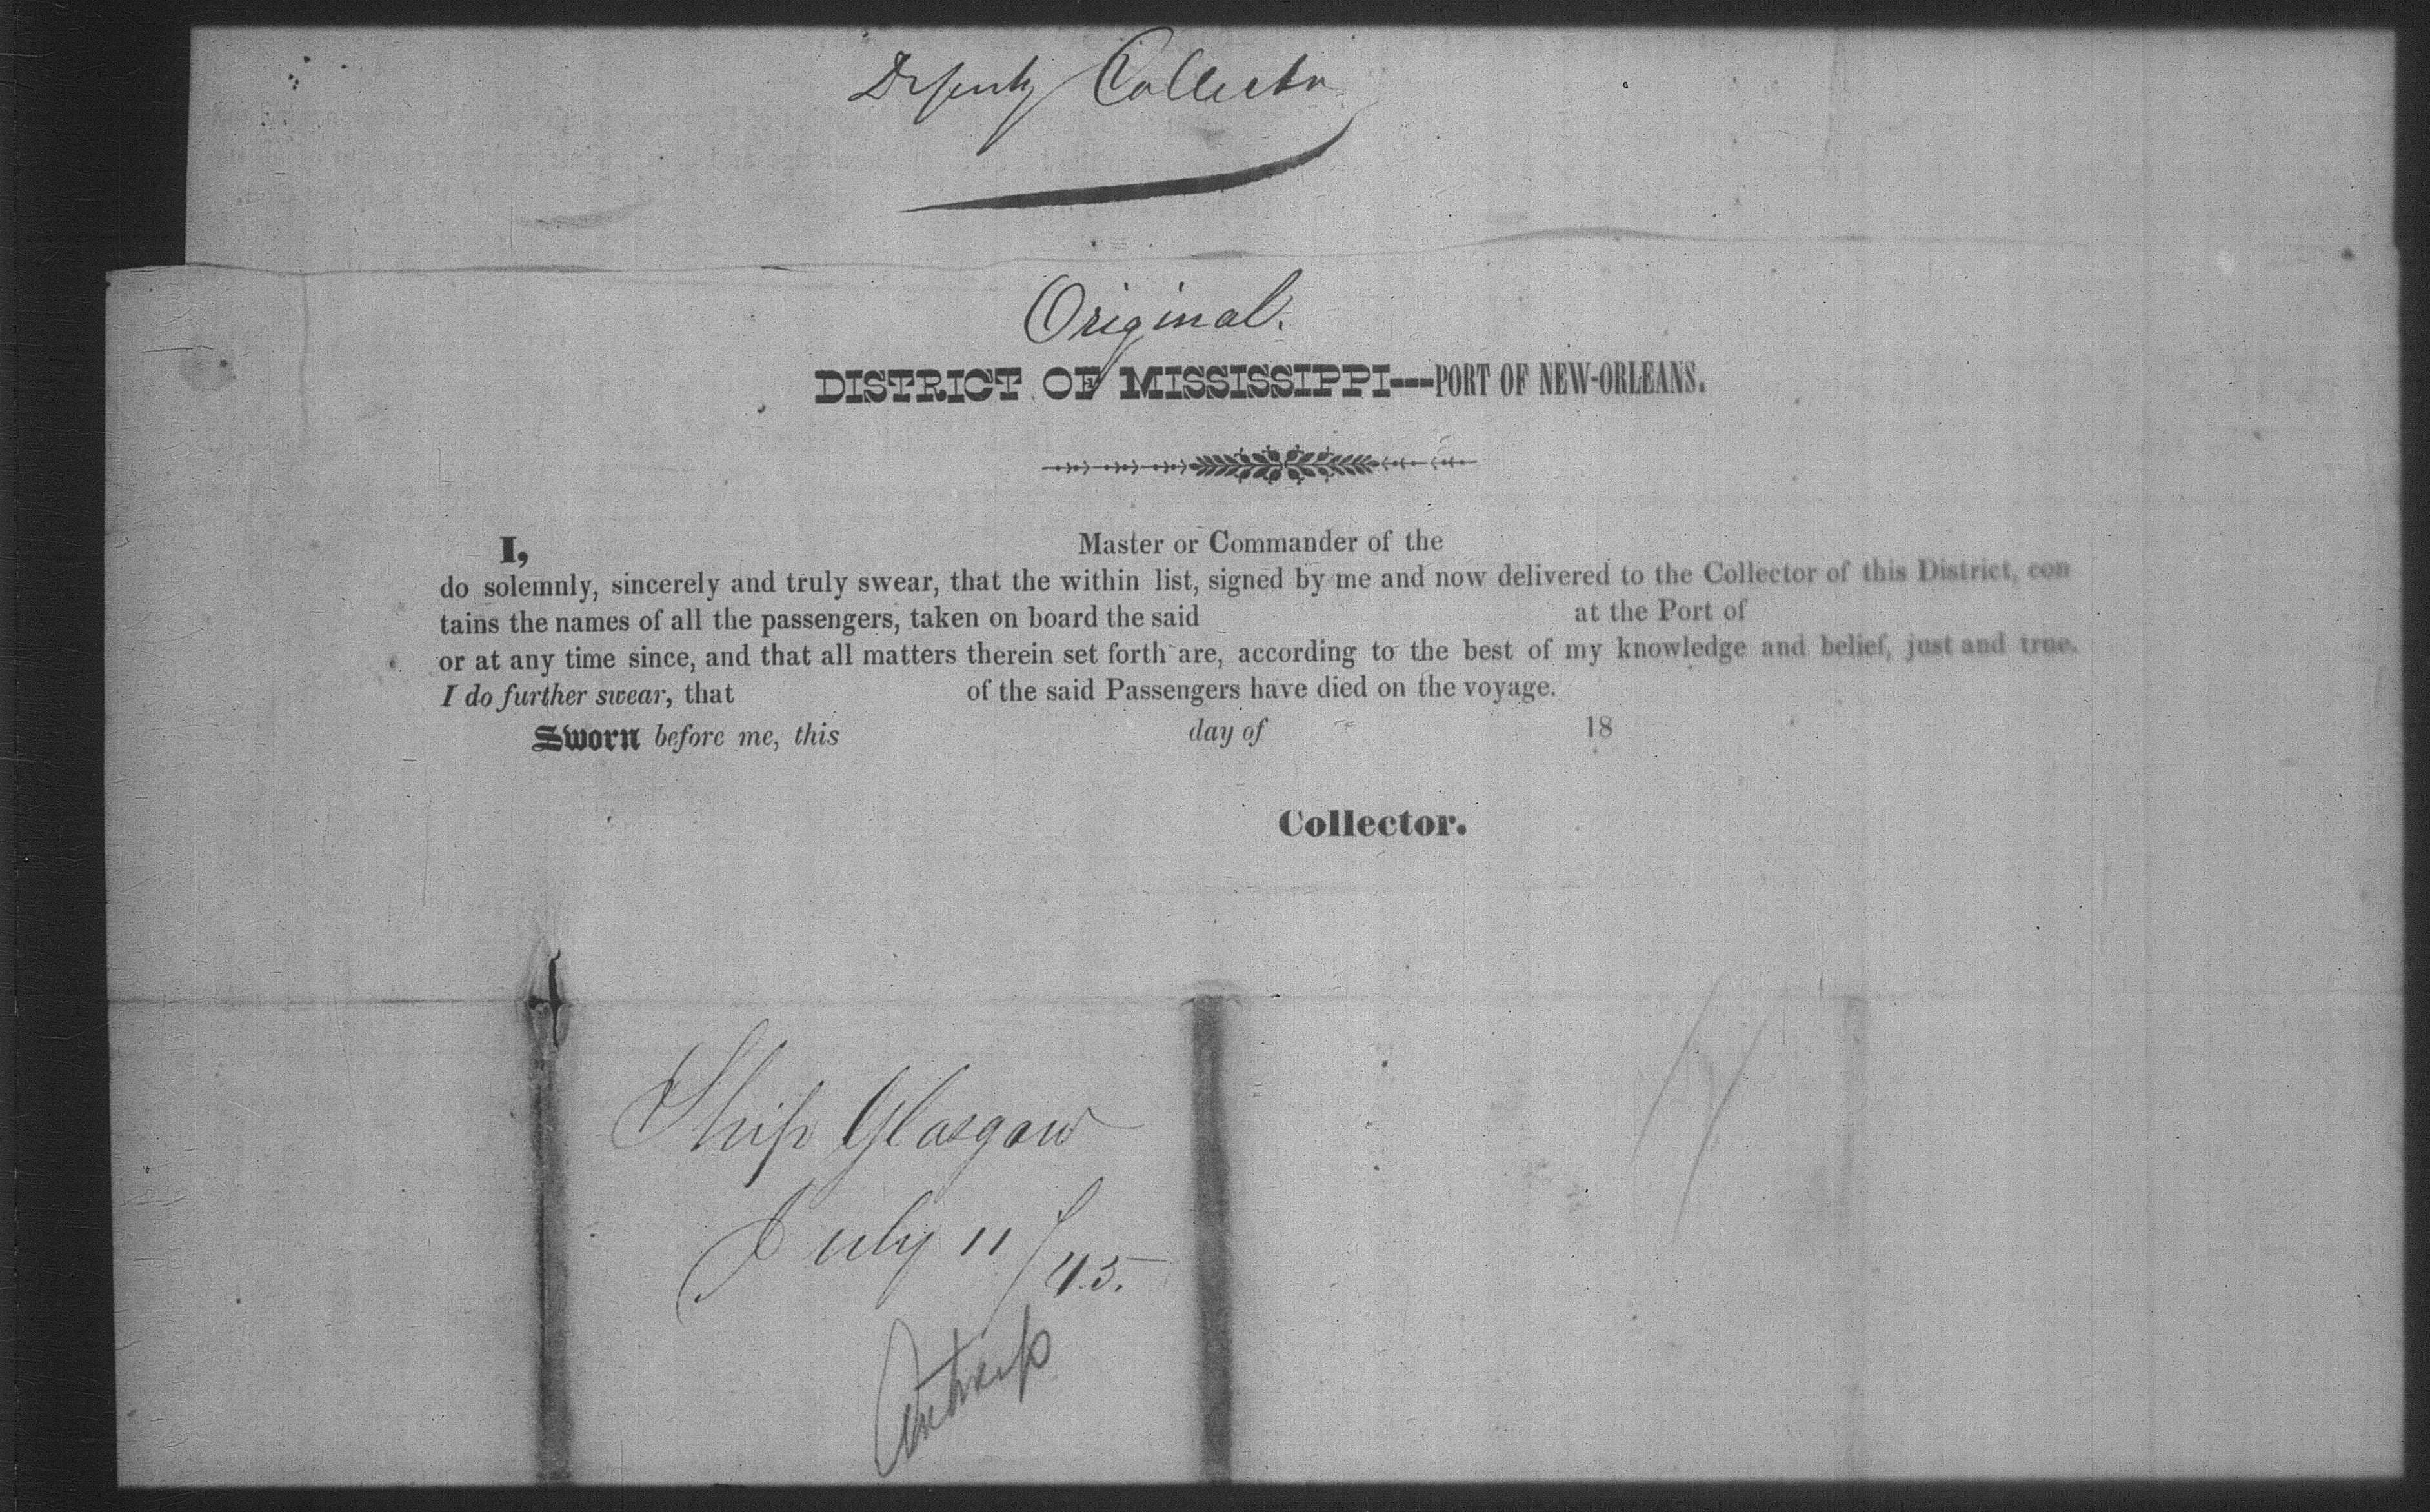 Deputy Collector
Original.
DISTRICT OF MISSISSIPPI---PORT OF NEW-ORLEANS.
I, Master or Commander of the
do solemnly, sincerely and truly swear, that the within list, signed by me and now delivered to the Collector of this District, con
tains the names of all the passengers, taken on board the said at the Port of
or at any time since, and that all matters therein set forth are, according to the best of my knowledge and belief, just and true.
I do further swear, that of the said Passengers have died on the voyage.
Sworn before me, this day of 18
Collector.
Ship Glasgow
July 11/45.
Antwerp